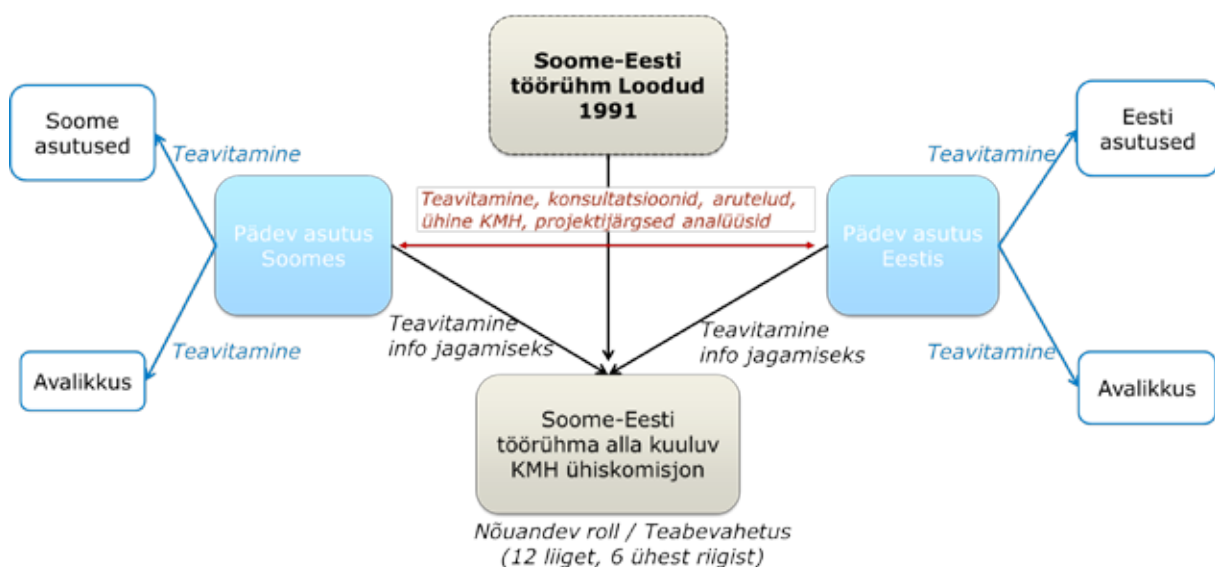 Soome-Eesti
töörühm Loodud
1991
Soome
asutused
Eesti
asutused
Teavitamine
Teavitamine
Teavitamine, konsultatsioonid, arutelud,
ühine KMH, projektijärgsed analüüsid
Pädev asutus
Soomes
Pädev asutus
Eestis
Teavitamine
info jagamiseks
Teavitamine
info jagamiseks
Teavitamine
Teavitamine
Avalikkus
Avalikkus
Soome-Eesti
töörühma alla kuuluv
KMH ühiskomisjon
Nõuandev roll / Teabevahetus
(12 liiget, 6 ühest riigist)